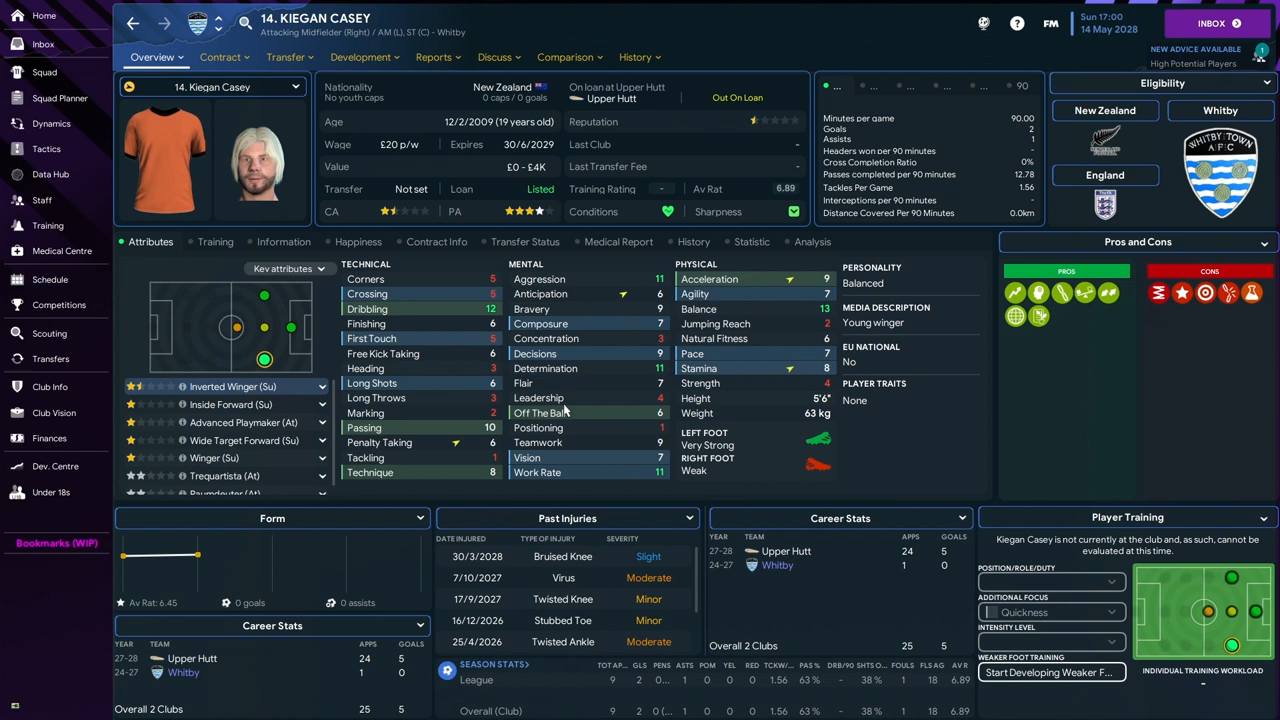 Home
Inbox
Squad
Squad Planner
Dynamics
Tactics
Data Hub
Staff
Training
Medical Centre
Schedule
Competitions
Scouting
Transfers
Club Info
Club Vision
Finances
Dev. Centre
Under 18s
Bookmarks (WIP)
14. KIEGAN CASEY
Attacking Midfielder (Right) / AM (L), ST (C) - Whitby
FM
Sun 17:00
14 May 2028
INBOX
NEW ADVICE AVAILABLE
High Potential Players
1
Overview Contract Transfer Development Reports Discuss Comparison History
14. Kiegan Casey
Nationality New Zealand
No youth caps 0 caps / 0 goals
Age 12/2/2009 (19 years old)
Wage £20 p/w Expires 30/6/2029
Value £0 - £4K
Transfer Not set Loan Listed
CA PA
On loan at Upper Hutt
Upper Hutt Out On Loan
Reputation
Last Club -
Last Transfer Fee -
Training Rating - Av Rat 6.89
Conditions Sharpness
... ... ... ... ... 90
Minutes per game 90.00
Goals 2
Assists 1
Headers won per 90 minutes -
Cross Completion Ratio 0%
Passes completed per 90 minutes 12.78
Tackles Per Game 1.56
Interceptions per 90 minutes -
Distance Covered Per 90 Minutes 0.0km
Eligibility
New Zealand Whitby
England
WHITBY TOWN
A.F.C
Attributes Training Information Happiness Contract Info Transfer Status Medical Report History Statistic Analysis
Key attributes
Inverted Winger (Su)
Inside Forward (Su)
Advanced Playmaker (At)
Wide Target Forward (Su)
Winger (Su)
Trequartista (At)
Raumdeuter (At)
TECHNICAL
Corners 5
Crossing 5
Dribbling 12
Finishing 6
First Touch 5
Free Kick Taking 6
Heading 3
Long Shots 6
Long Throws 3
Marking 2
Passing 10
Penalty Taking 6
Tackling 1
Technique 8
MENTAL
Aggression 11
Anticipation 6
Bravery 9
Composure 7
Concentration 3
Decisions 9
Determination 11
Flair 7
Leadership 4
Off The Ball 6
Positioning 1
Teamwork 9
Vision 7
Work Rate 11
PHYSICAL
Acceleration 9
Agility 7
Balance 13
Jumping Reach 2
Natural Fitness 6
Pace 7
Stamina 8
Strength 4
Height 5'6"
Weight 63 kg
LEFT FOOT
Very Strong
RIGHT FOOT
Weak
PERSONALITY
Balanced
MEDIA DESCRIPTION
Young winger
EU NATIONAL
No
PLAYER TRAITS
None
Pros and Cons
PROS CONS
Form
Av Rat: 6.45 0 goals 0 assists
Career Stats
YEAR TEAM APPS GOALS
27-28 Upper Hutt 24 5
24-27 Whitby 1 0
Overall 2 Clubs 25 5
Past Injuries
DATE INJURED TYPE OF INJURY SEVERITY
30/3/2028 Bruised Knee Slight
7/10/2027 Virus Moderate
17/9/2027 Twisted Knee Minor
16/12/2026 Stubbed Toe Minor
25/4/2026 Twisted Ankle Moderate
Career Stats
YEAR TEAM APPS GOALS
27-28 Upper Hutt 24 5
24-27 Whitby 1 0
Overall 2 Clubs 25 5
SEASON STATS TOT AP... GLS PENS ASTS POM YEL RED TCKW/... PAS % DRB/90 SHTS O... FOULS FLS AG AV R
League 9 2 0... 1 0 0 0 1.56 63 % - 38 % 1 18 6.89
Overall (Club) 9 2 0 (... 1 0 0 0 1.56 63 % - 38 % 1 18 6.89
Player Training
Kiegan Casey is not currently at the club and, as such, cannot be
evaluated at this time.
POSITION/ROLE/DUTY
ADDITIONAL FOCUS
Quickness
INTENSITY LEVEL
WEAKER FOOT TRAINING
Start Developing Weaker F...
INDIVIDUAL TRAINING WORKLOAD
-